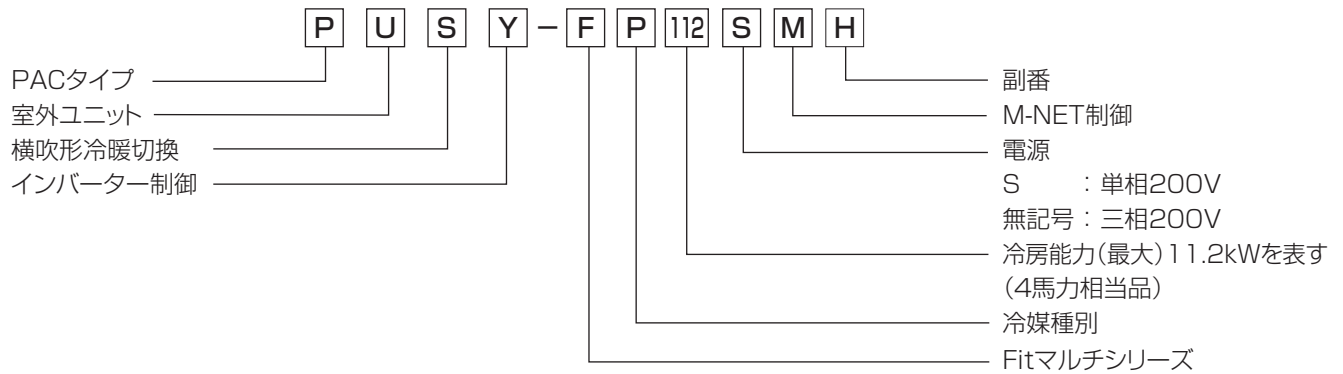 PUSY-FP112SMH
PACタイプ
室外ユニット
横吹形冷暖切換
インバーター制御
副番
M-NET制御
電源
S　　：単相200V
無記号：三相200V
冷房能力(最大)11.2kWを表す
(4馬力相当品)
冷媒種別
Fitマルチシリーズ